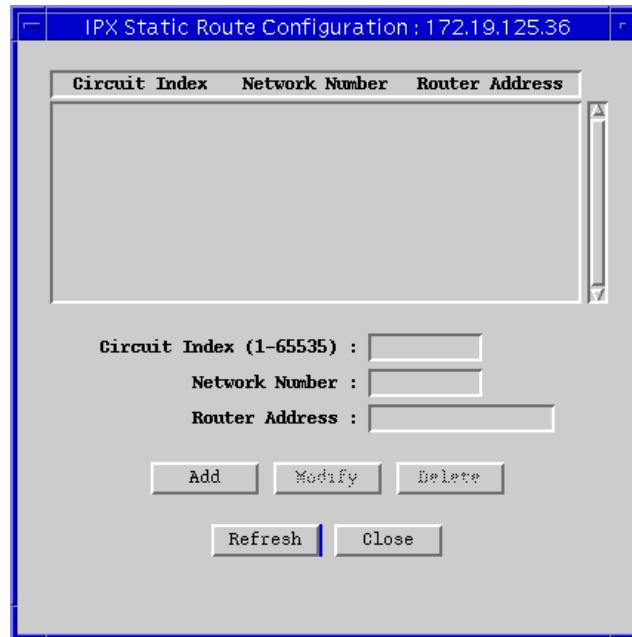 IPX Static Route Configuration : 172.19.125.36
Circuit Index Network Number Router Address
Circuit Index (1-65535) :
Network Number :
Router Address :
Add Modify Delete
Refresh Close